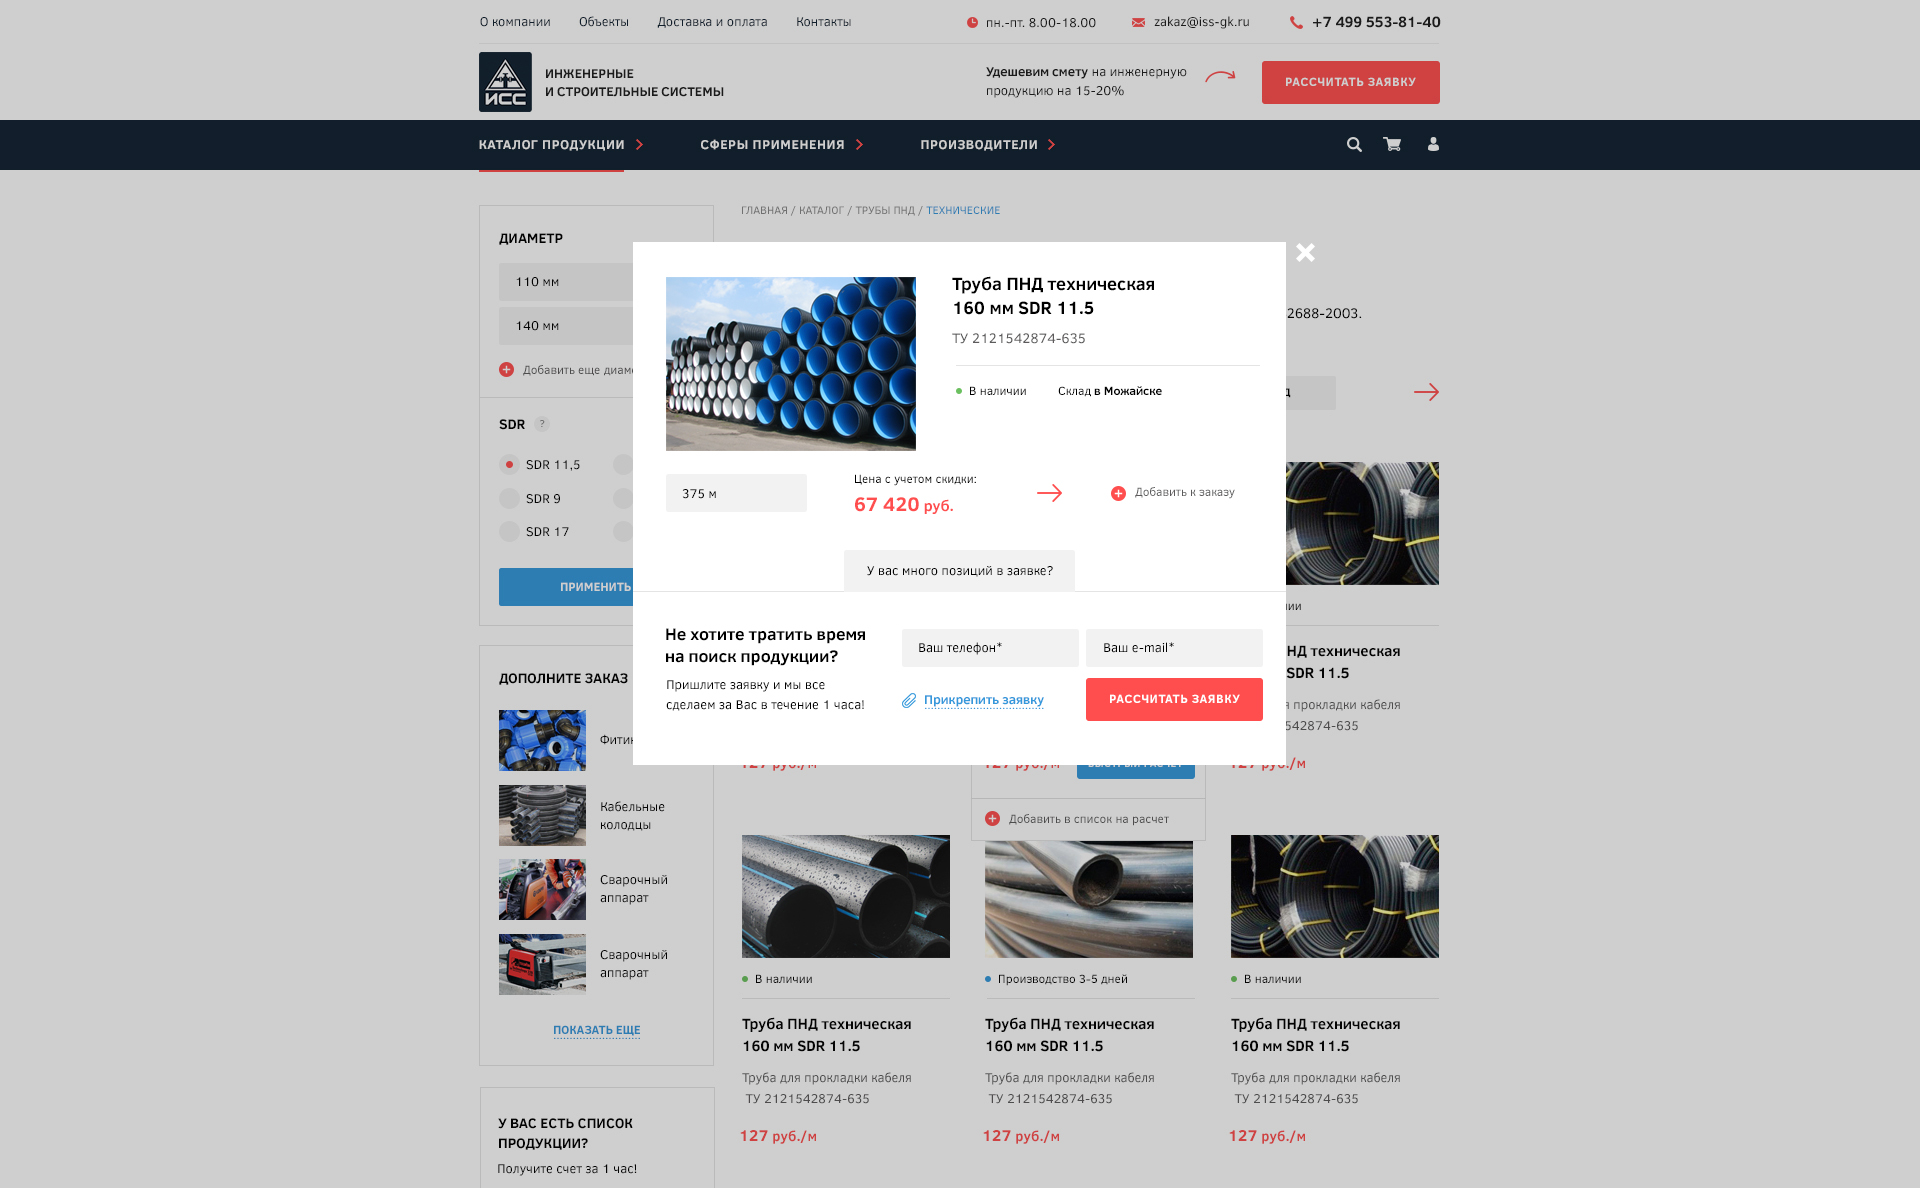 О компании
Объекты
Доставка и оплата
Контакты
пн.-пт. 8.00-18.00
zakaz@iss-gk.ru
+7 499 553-81-40
ИСС
ИНЖЕНЕРНЫЕ
И СТРОИТЕЛЬНЫЕ СИСТЕМЫ
Удешевим смету на инженерную
продукцию на 15-20%
РАССЧИТАТЬ ЗАЯВКУ
КАТАЛОГ ПРОДУКЦИИ
СФЕРЫ ПРИМЕНЕНИЯ
ПРОИЗВОДИТЕЛИ
ГЛАВНАЯ / КАТАЛОГ / ТРУБЫ ПНД / ТЕХНИЧЕСКИЕ
ДИАМЕТР
110 мм
140 мм
Добавить еще
SDR ?
SDR 11,5
SDR 9
SDR 17
ПРИМЕНИТЬ
ДОПОЛНИТЕ ЗАКАЗ
Кабельные
колодцы
Сварочный
аппарат
Сварочный
аппарат
ПОКАЗАТЬ ЕЩЕ
У ВАС ЕСТЬ СПИСОК
ПРОДУКЦИИ?
Получите счет за 1 час!
Труба ПНД техническая
160 мм SDR 11.5
ТУ 2121542874-635
В наличии
Склад в Можайске
375 м
Цена с учетом скидки:
67 420 руб.
Добавить к заказу
У вас много позиций в заявке?
Не хотите тратить время
на поиск продукции?
Пришлите заявку и мы все
сделаем за Вас в течение 1 часа!
Ваш телефон*
Ваш e-mail*
Прикрепить заявку
РАССЧИТАТЬ ЗАЯВКУ
2688-2003.
НД техническая
SDR 11.5
прокладки кабеля
42874-635
127 руб./м
127 руб./м
127 руб./м
Добавить в список на расчет
В наличии
Труба ПНД техническая
160 мм SDR 11.5
Труба для прокладки кабеля
ТУ 2121542874-635
127 руб./м
Производство 3-5 дней
Труба ПНД техническая
160 мм SDR 11.5
Труба для прокладки кабеля
ТУ 2121542874-635
127 руб./м
В наличии
Труба ПНД техническая
160 мм SDR 11.5
Труба для прокладки кабеля
ТУ 2121542874-635
127 руб./м